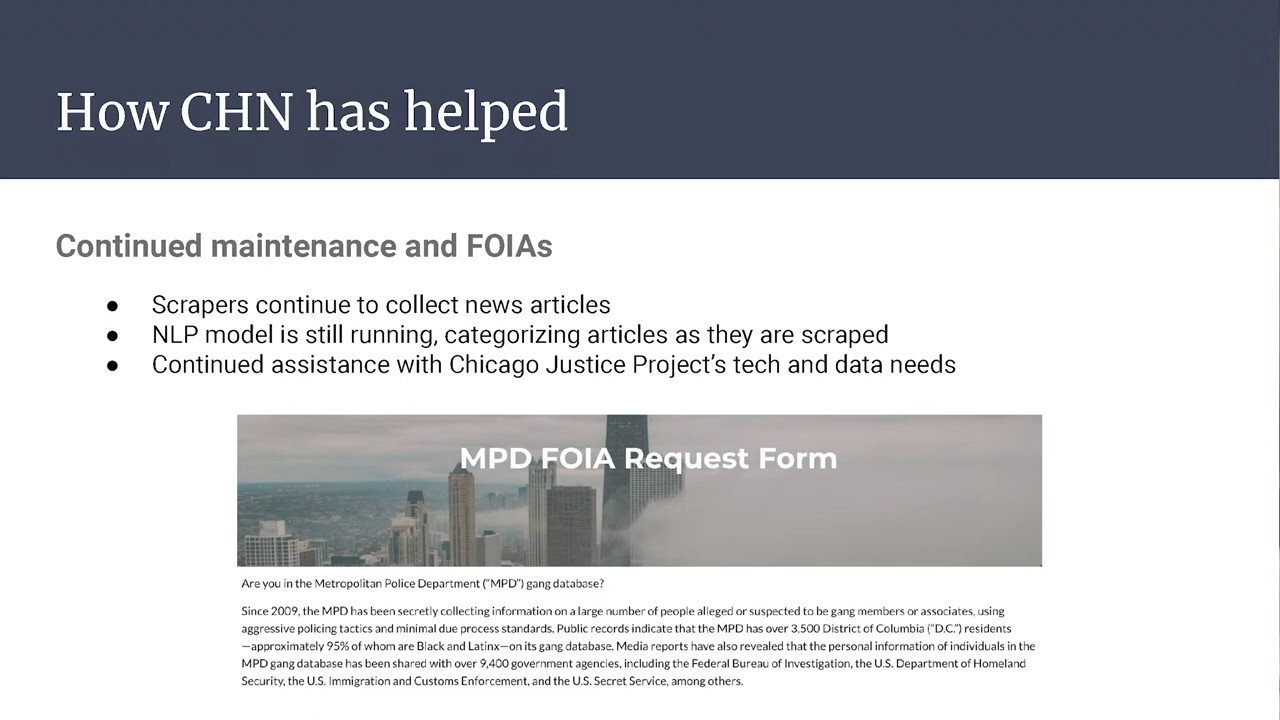 How CHN has helped
Continued maintenance and FOIAs
● Scrapers continue to collect news articles
● NLP model is still running, categorizing articles as they are scraped
● Continued assistance with Chicago Justice Project’s tech and data needs
MPD FOIA Request Form
Are you in the Metropolitan Police Department (“MPD”) gang database?
Since 2009, the MPD has been secretly collecting information on a large number of people alleged or suspected to be gang members or associates, using
aggressive policing tactics and minimal due process standards. Public records indicate that the MPD has over 3,500 District of Columbia (“D.C.”) residents
—approximately 95% of whom are Black and Latinx—on its gang database. Media reports have also revealed that the personal information of individuals in the
MPD gang database has been shared with over 9,400 government agencies, including the Federal Bureau of Investigation, the U.S. Department of Homeland
Security, the U.S. Immigration and Customs Enforcement, and the U.S. Secret Service, among others.